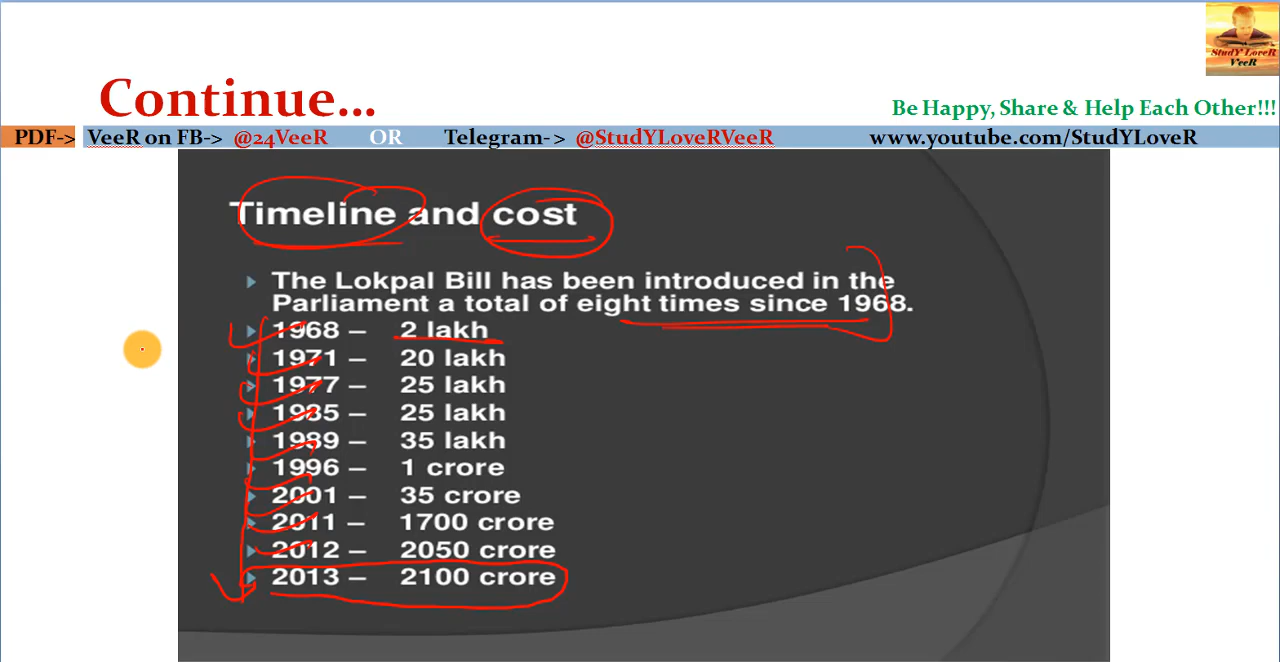 StudY LoveR
VeeR
Continue...
Be Happy, Share & Help Each Other!!!
PDF-> VeeR on FB-> @24VeeR OR Telegram-> @StudYLoveRVeeR www.youtube.com/StudYLoveR
Timeline and cost
The Lokpal Bill has been introduced in the
Parliament a total of eight times since 1968.
1968 – 2 lakh
1971 – 20 lakh
1977 – 25 lakh
1985 – 25 lakh
1989 – 35 lakh
1996 – 1 crore
2001 – 35 crore
2011 – 1700 crore
2012 – 2050 crore
2013 – 2100 crore